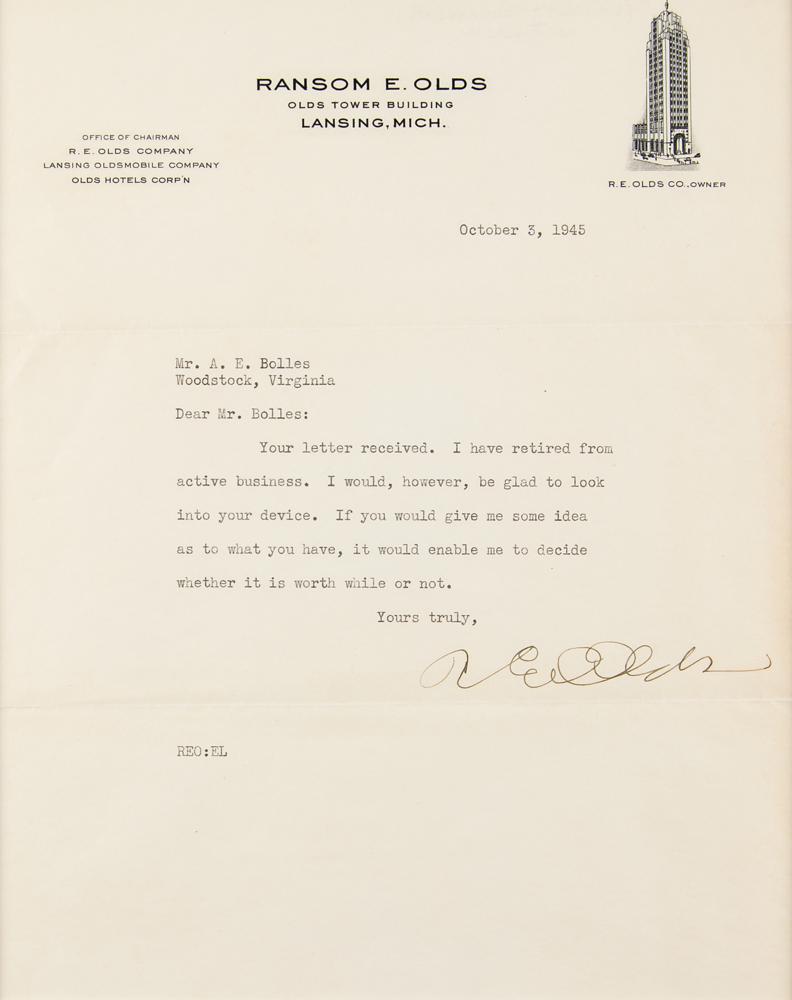 RANSOM E. OLDS
OLDS TOWER BUILDING
LANSING, MICH.
OFFICE OF CHAIRMAN
R. E. OLDS COMPANY
LANSING OLDSMOBILE COMPANY
OLDS HOTELS CORP'N
R. E. OLDS CO., OWNER
October 3, 1945
Mr. A. E. Bolles
Woodstock, Virginia
Dear Mr. Bolles:
Your letter received. I have retired from
active business. I would, however, be glad to look
into your device. If you would give me some idea
as to what you have, it would enable me to decide
whether it is worth while or not.
Yours truly,
R E Olds
REO:EL